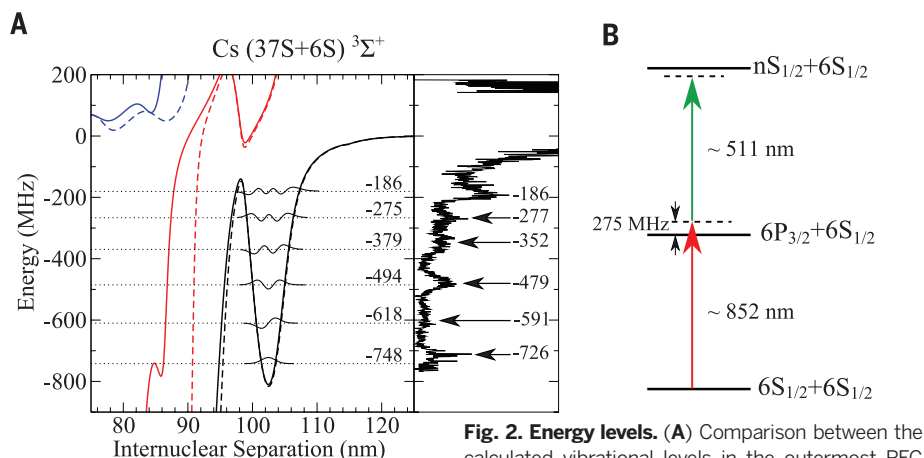 A
Cs (37S+6S) ³Σ⁺
Energy (MHz)
200
0
-200
-400
-600
-800
-186
-275
-379
-494
-618
-748
-186
-277
-352
-479
-591
-726
80 90 100 110 120
Internuclear Separation (nm)
B
nS₁/₂+6S₁/₂
~ 511 nm
275 MHz
6P₃/₂+6S₁/₂
~ 852 nm
6S₁/₂+6S₁/₂
Fig. 2. Energy levels. (A) Comparison between the